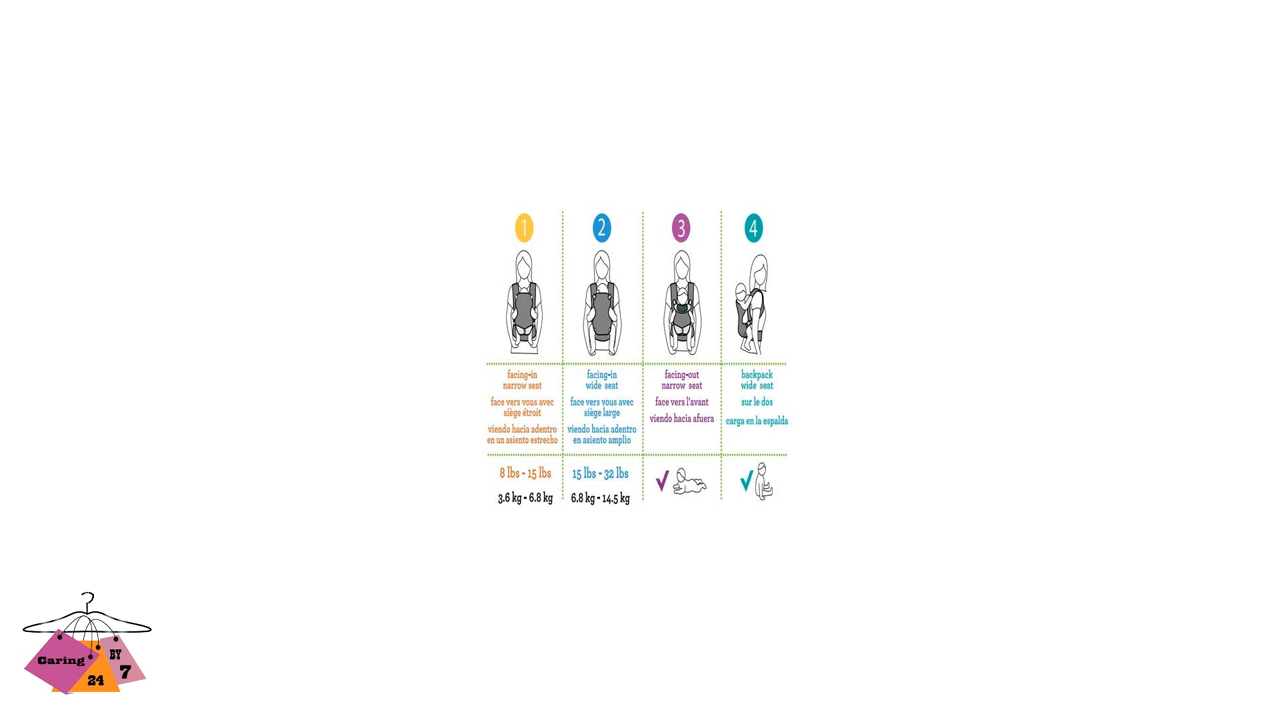 1
2
3
4
facing-in
narrow seat
face vers vous avec
siège étroit
viendo hacia adentro
en un asiento estrecho
8 lbs - 15 lbs
3.6 kg - 6.8 kg
facing-in
wide seat
face vers vous avec
siège large
viendo hacia adentro
en asiento amplio
15 lbs - 32 lbs
6.8 kg - 14.5 kg
facing-out
narrow seat
face vers l'avant
viendo hacia afuera
backpack
wide seat
sur le dos
carga en la espalda
Caring
24
BY
7